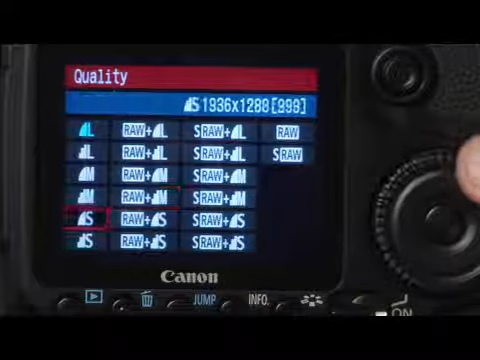 Quality
S 1936x1288[999]
L RAW+L SRAW+L RAW
L RAW+L SRAW+L SRAW
M RAW+M SRAW+M
M RAW+M SRAW+M
S RAW+S SRAW+S
S RAW+S SRAW+S
Canon
JUMP INFO.
ON